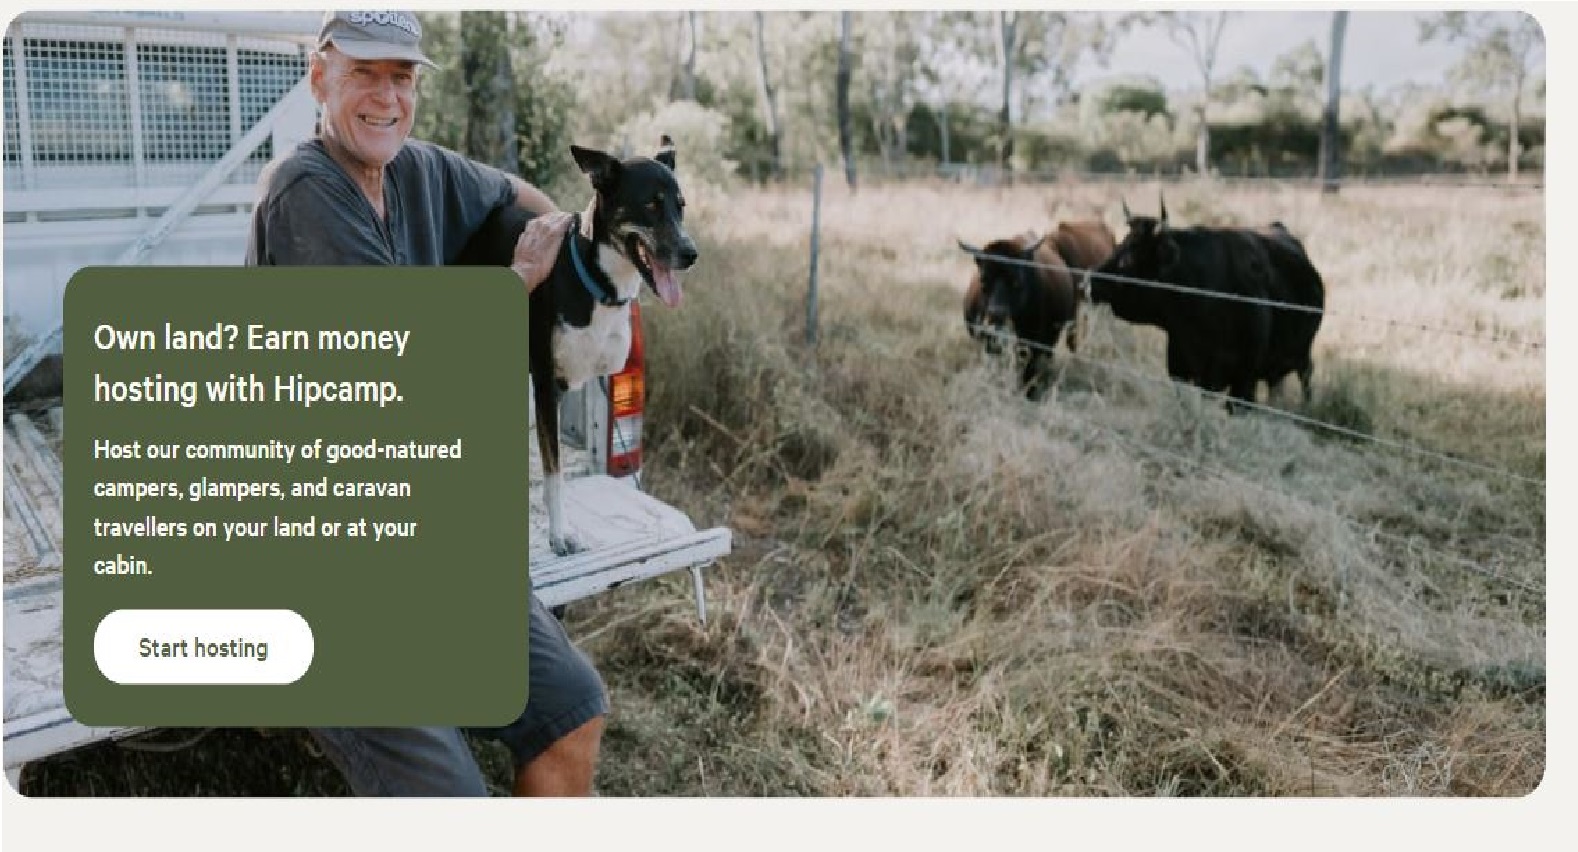 Own land? Earn money
hosting with Hipcamp.
Host our community of good-natured
campers, glampers, and caravan
travellers on your land or at your
cabin.
Start hosting